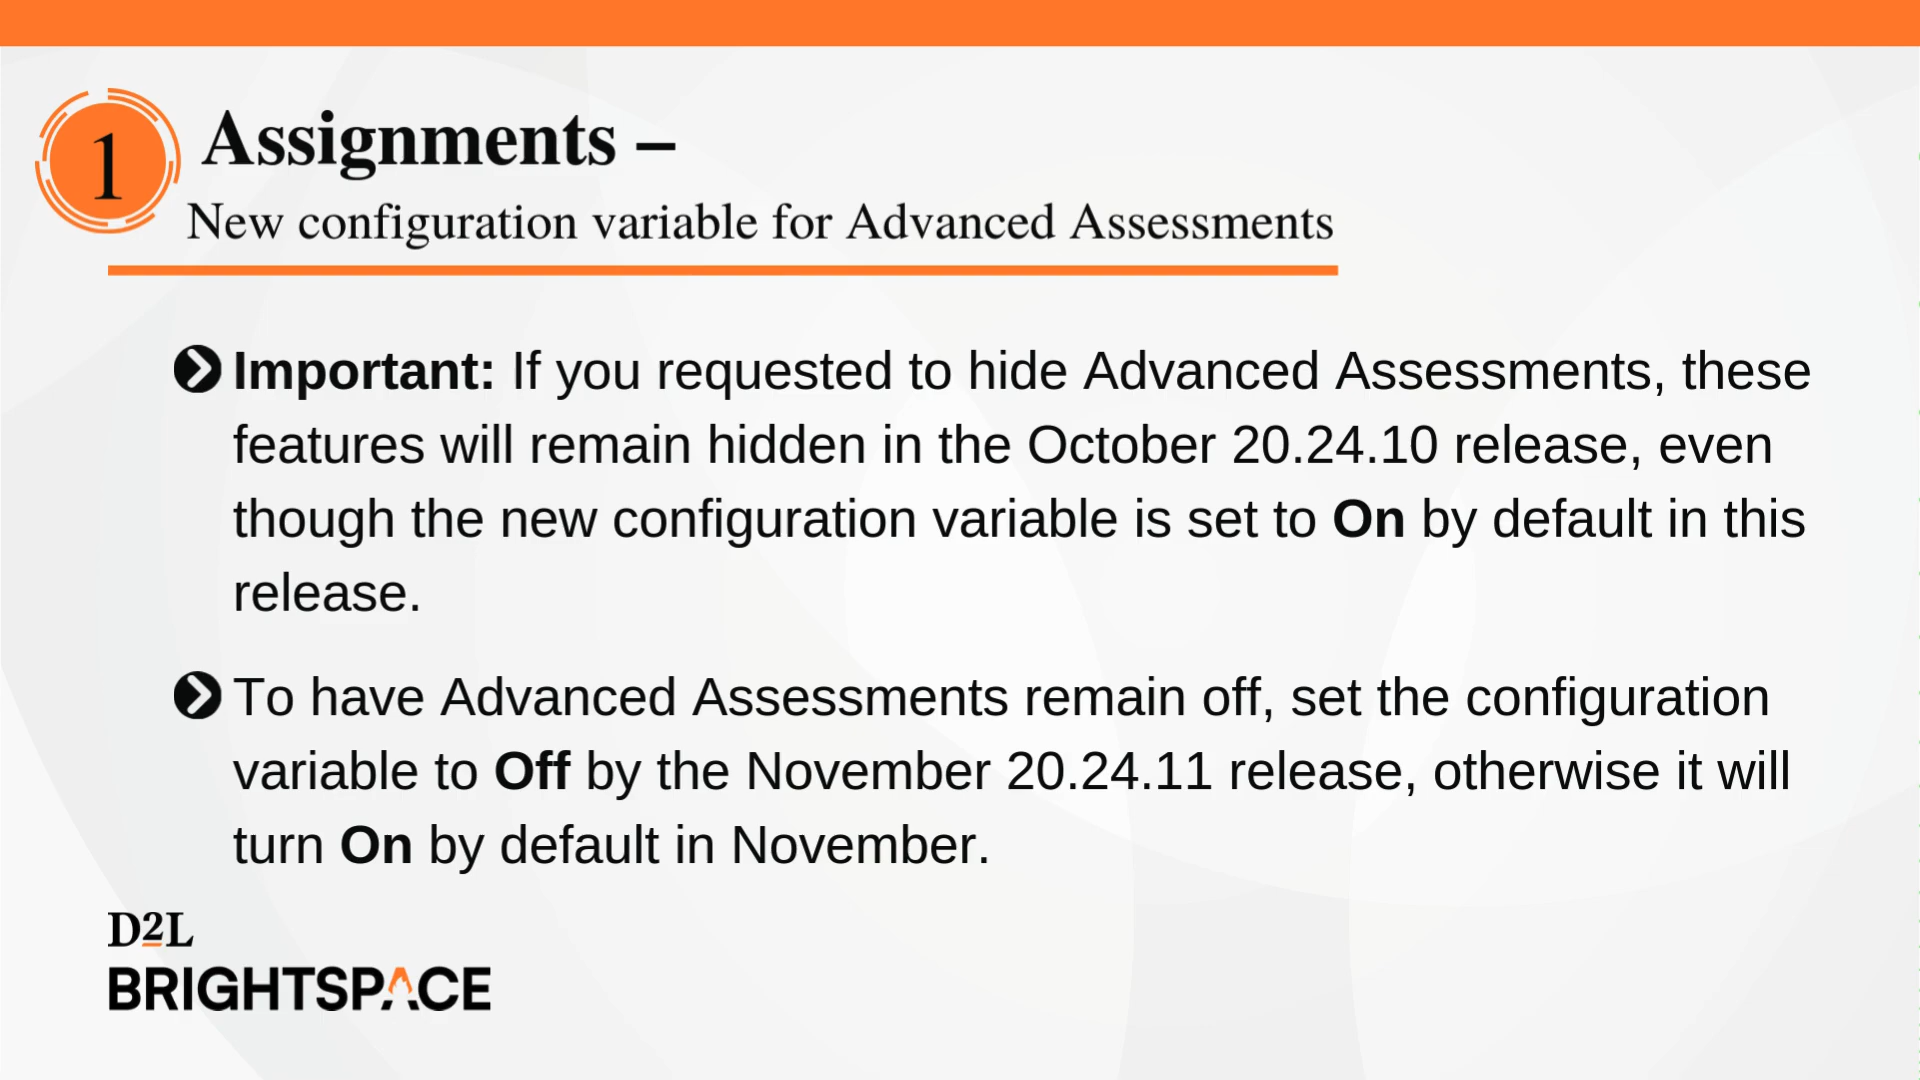 1
Assignments –
New configuration variable for Advanced Assessments
Important: If you requested to hide Advanced Assessments, these
features will remain hidden in the October 20.24.10 release, even
though the new configuration variable is set to On by default in this
release.
To have Advanced Assessments remain off, set the configuration
variable to Off by the November 20.24.11 release, otherwise it will
turn On by default in November.
D2L
BRIGHTSPACE